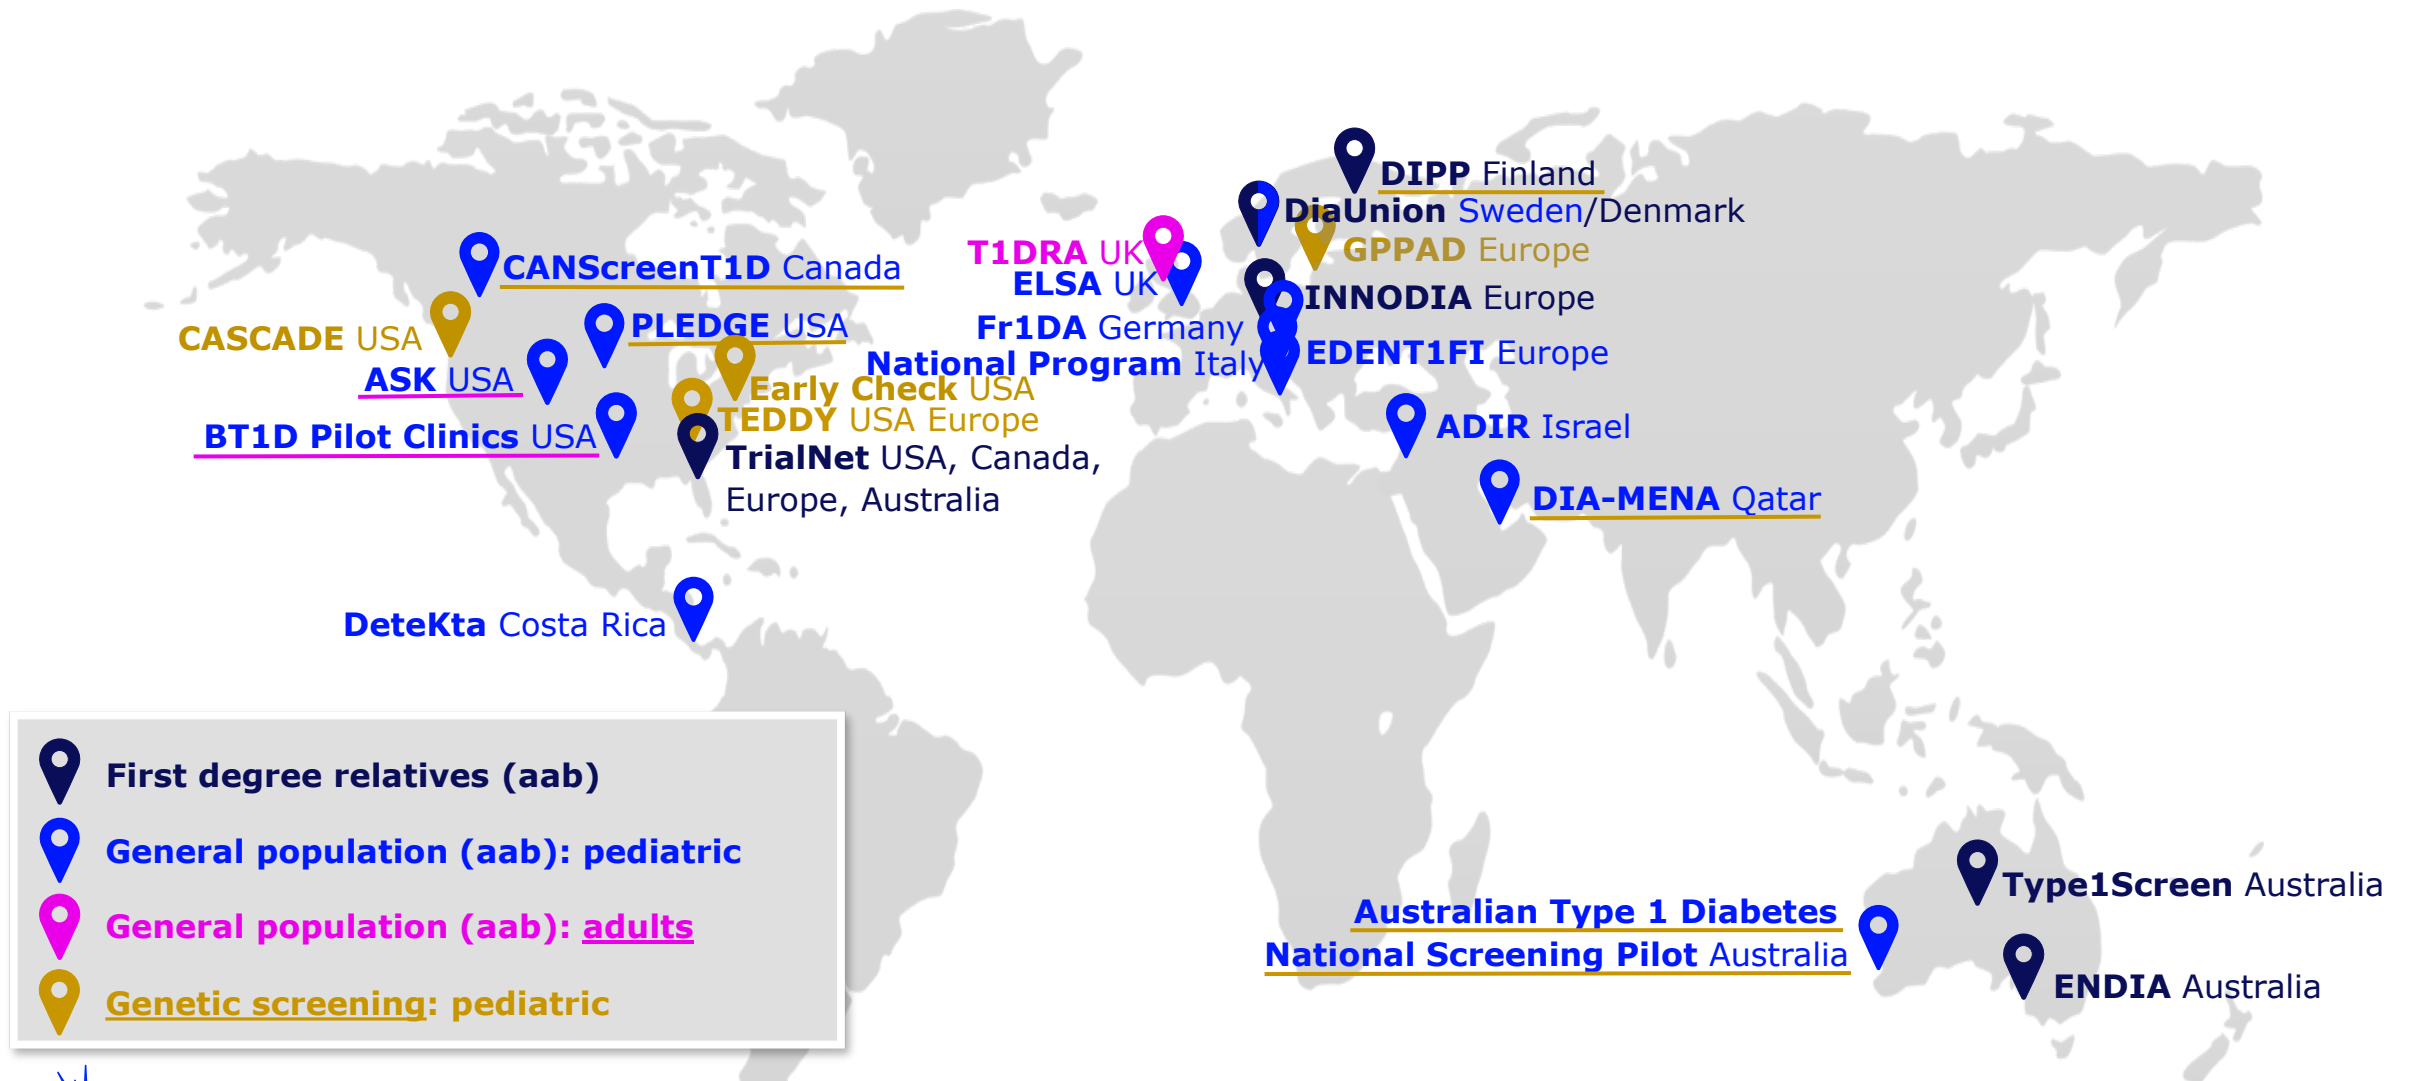 DIPP Finland
DiaUnion Sweden/Denmark
T1DRA UK
GPPAD Europe
CANScreenT1D Canada
ELSA UK
INNODIA Europe
CASCADE USA
PLEDGE USA
Fr1DA Germany
EDENT1FI Europe
National Program Italy
ASK USA
Early Check USA
TEDDY USA Europe
BT1D Pilot Clinics USA
ADIR Israel
TrialNet USA, Canada,
Europe, Australia
DIA-MENA Qatar
DeteKta Costa Rica
First degree relatives (aab)
General population (aab): pediatric
General population (aab): adults
Genetic screening: pediatric
Type1Screen Australia
Australian Type 1 Diabetes
National Screening Pilot Australia
ENDIA Australia